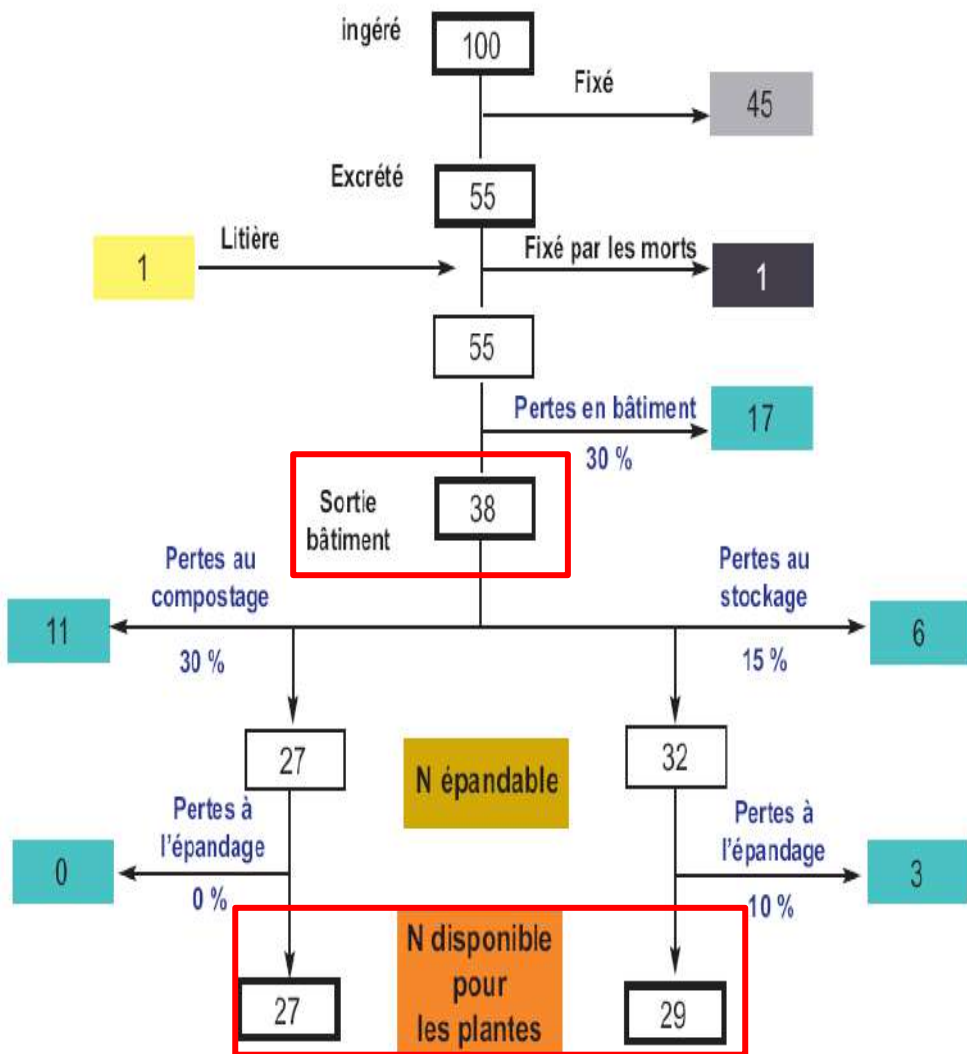 ingéré
100
Fixé
45
Excrété
55
Litière
1
Fixé par les morts
1
55
Pertes en bâtiment
17
30 %
Sortie
bâtiment
38
Pertes au
compostage
11
30 %
Pertes au
stockage
6
15 %
27
N épandable
32
Pertes à
l'épandage
0
0 %
Pertes à
l'épandage
3
10 %
27
N disponible
pour
les plantes
29